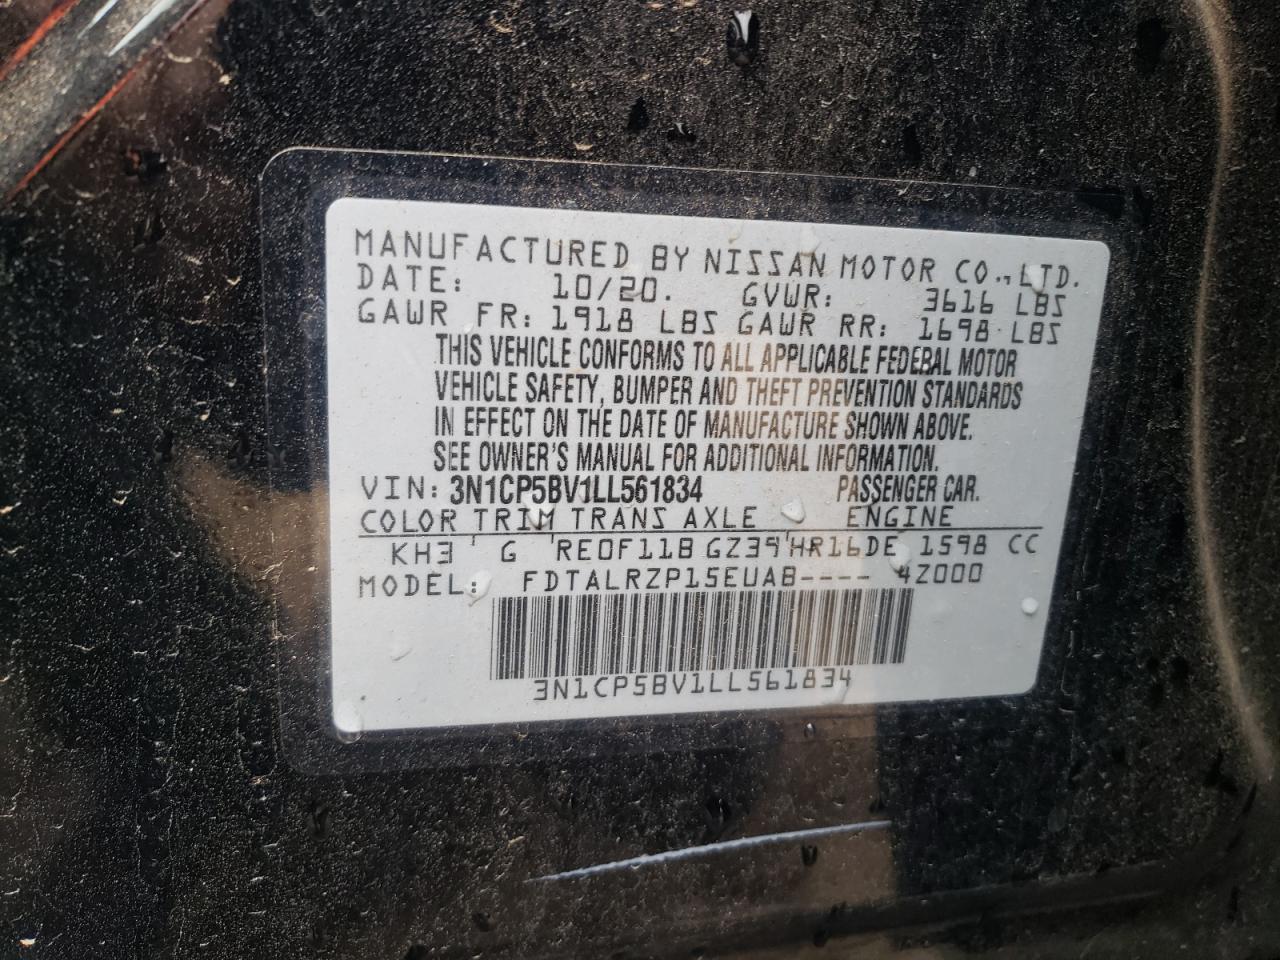 MANUFACTURED BY NISSAN MOTOR CO., LTD.
DATE: 10/20. GVWR: 3616 LBS
GAWR FR: 1918 LBS GAWR RR: 1698 LBS
THIS VEHICLE CONFORMS TO ALL APPLICABLE FEDERAL MOTOR
VEHICLE SAFETY, BUMPER AND THEFT PREVENTION STANDARDS
IN EFFECT ON THE DATE OF MANUFACTURE SHOWN ABOVE.
SEE OWNER'S MANUAL FOR ADDITIONAL INFORMATION.
VIN: 3N1CP5BV1LL561834 PASSENGER CAR.
COLOR TRIM TRANS AXLE ENGINE
KH3 ' G 'RE0F11B GZ39'HR16DE 1598 CC
MODEL: FDTALRZP15EUAB---- 4Z000
3N1CP5BV1LL561834